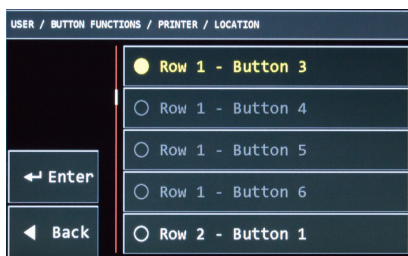 USER / BUTTON FUNCTIONS / PRINTER / LOCATION
Row 1 - Button 3
Row 1 - Button 4
Row 1 - Button 5
Row 1 - Button 6
Row 2 - Button 1
Enter
Back